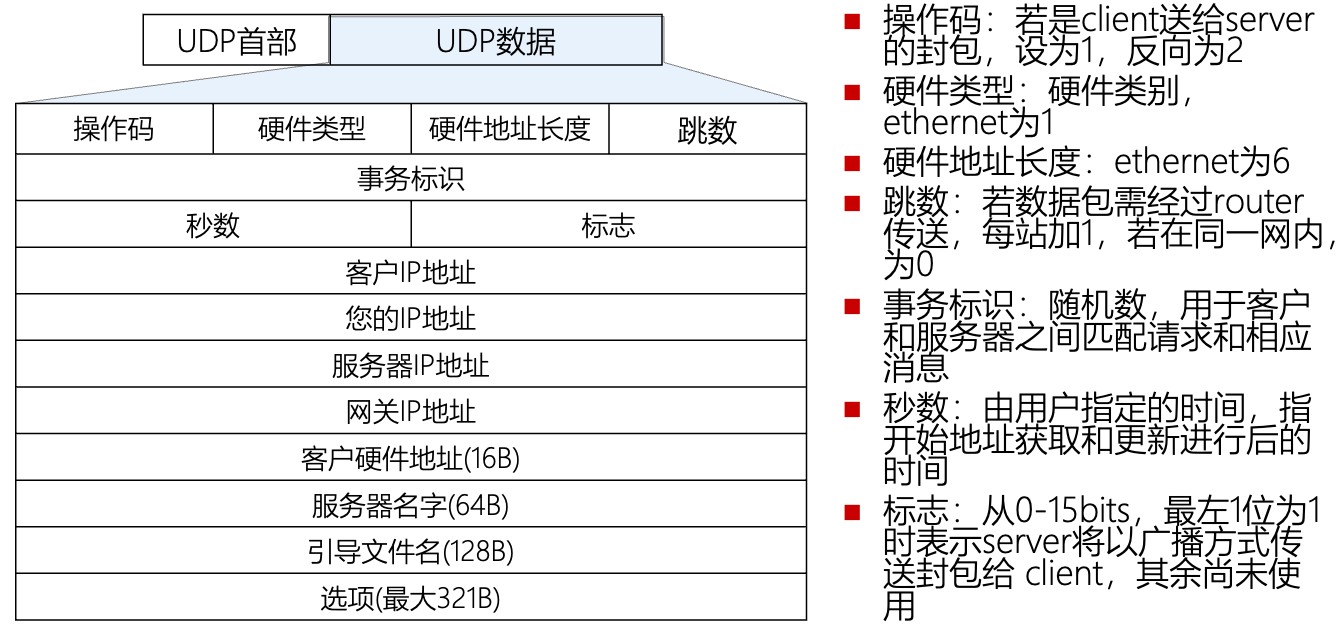 UDP首部 UDP数据
操作码 硬件类型 硬件地址长度 跳数
事务标识
秒数 标志
客户IP地址
您的IP地址
服务器IP地址
网关IP地址
客户硬件地址(16B)
服务器名字(64B)
引导文件名(128B)
选项(最大321B)
操作码：若是client送给server
的封包，设为1，反向为2
硬件类型：硬件类别，
ethernet为1
硬件地址长度：ethernet为6
跳数：若数据包需经过router
传送，每站加1，若在同一网内，
为0
事务标识：随机数，用于客户
和服务器之间匹配请求和相应
消息
秒数：由用户指定的时间，指
开始地址获取和更新进行后的
时间
标志：从0-15bits，最左1位为1
时表示server将以广播方式传
送封包给 client，其余尚未使
用